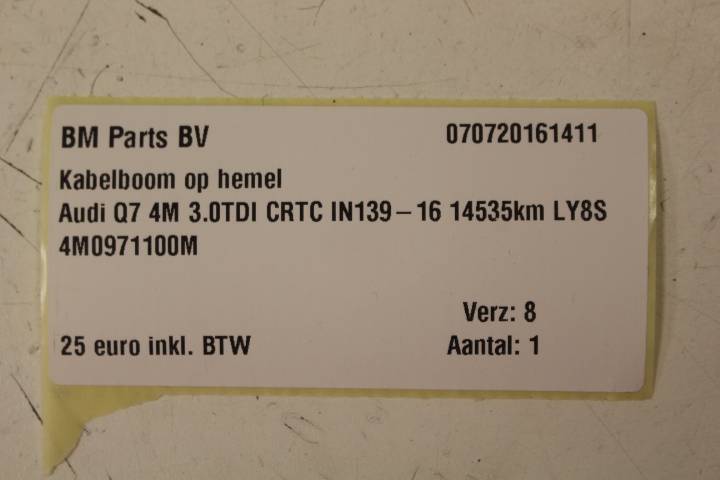 BM Parts BV 070720161411
Kabelboom op hemel
Audi Q7 4M 3.0TDI CRTC IN139-16 14535km LY8S
4M0971100M
Verz: 8
25 euro inkl. BTW Aantal: 1